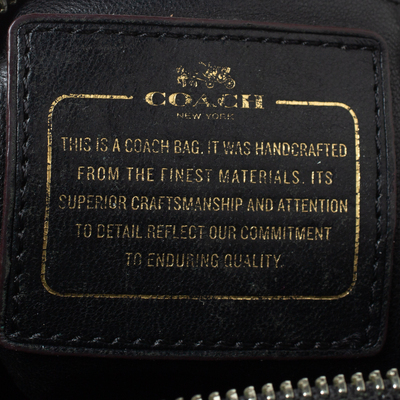 COACH
NEW YORK
THIS IS A COACH BAG. IT WAS HANDCRAFTED
FROM THE FINEST MATERIALS. ITS
SUPERIOR CRAFTSMANSHIP AND ATTENTION
TO DETAIL REFLECT OUR COMMITMENT
TO ENDURING QUALITY.